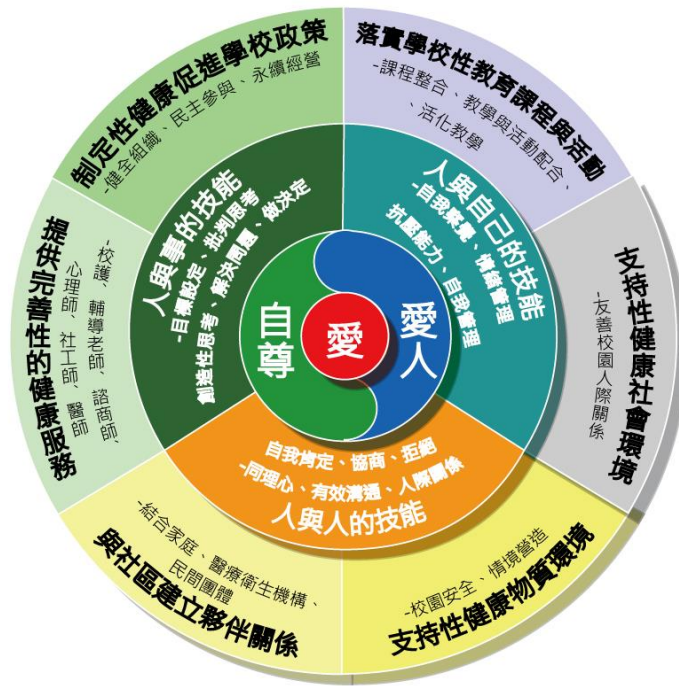 制定性健康促進學校政策
-健全組織、民主參與、永續經營
落實學校性教育課程與活動
-課程整合、教學與活動配合、
、活化教學
支持性健康社會環境
-友善校園人際關係
支持性健康物質環境
-校園安全、情境營造
與社區建立夥伴關係
-結合家庭、醫療衛生機構、
民間團體
提供完善性的健康服務
-校護、輔導老師、諮商師、
心理師、社工師、醫師
人與事的技能
-目標設定、批判思考
創造性思考、解決問題、做決定
人與自己的技能
-自我察覺、情緒管理
抗壓能力、自我管理
自我肯定、協商、拒絕
-同理心、有效溝通、人際關係
人與人的技能
自尊
愛
愛人